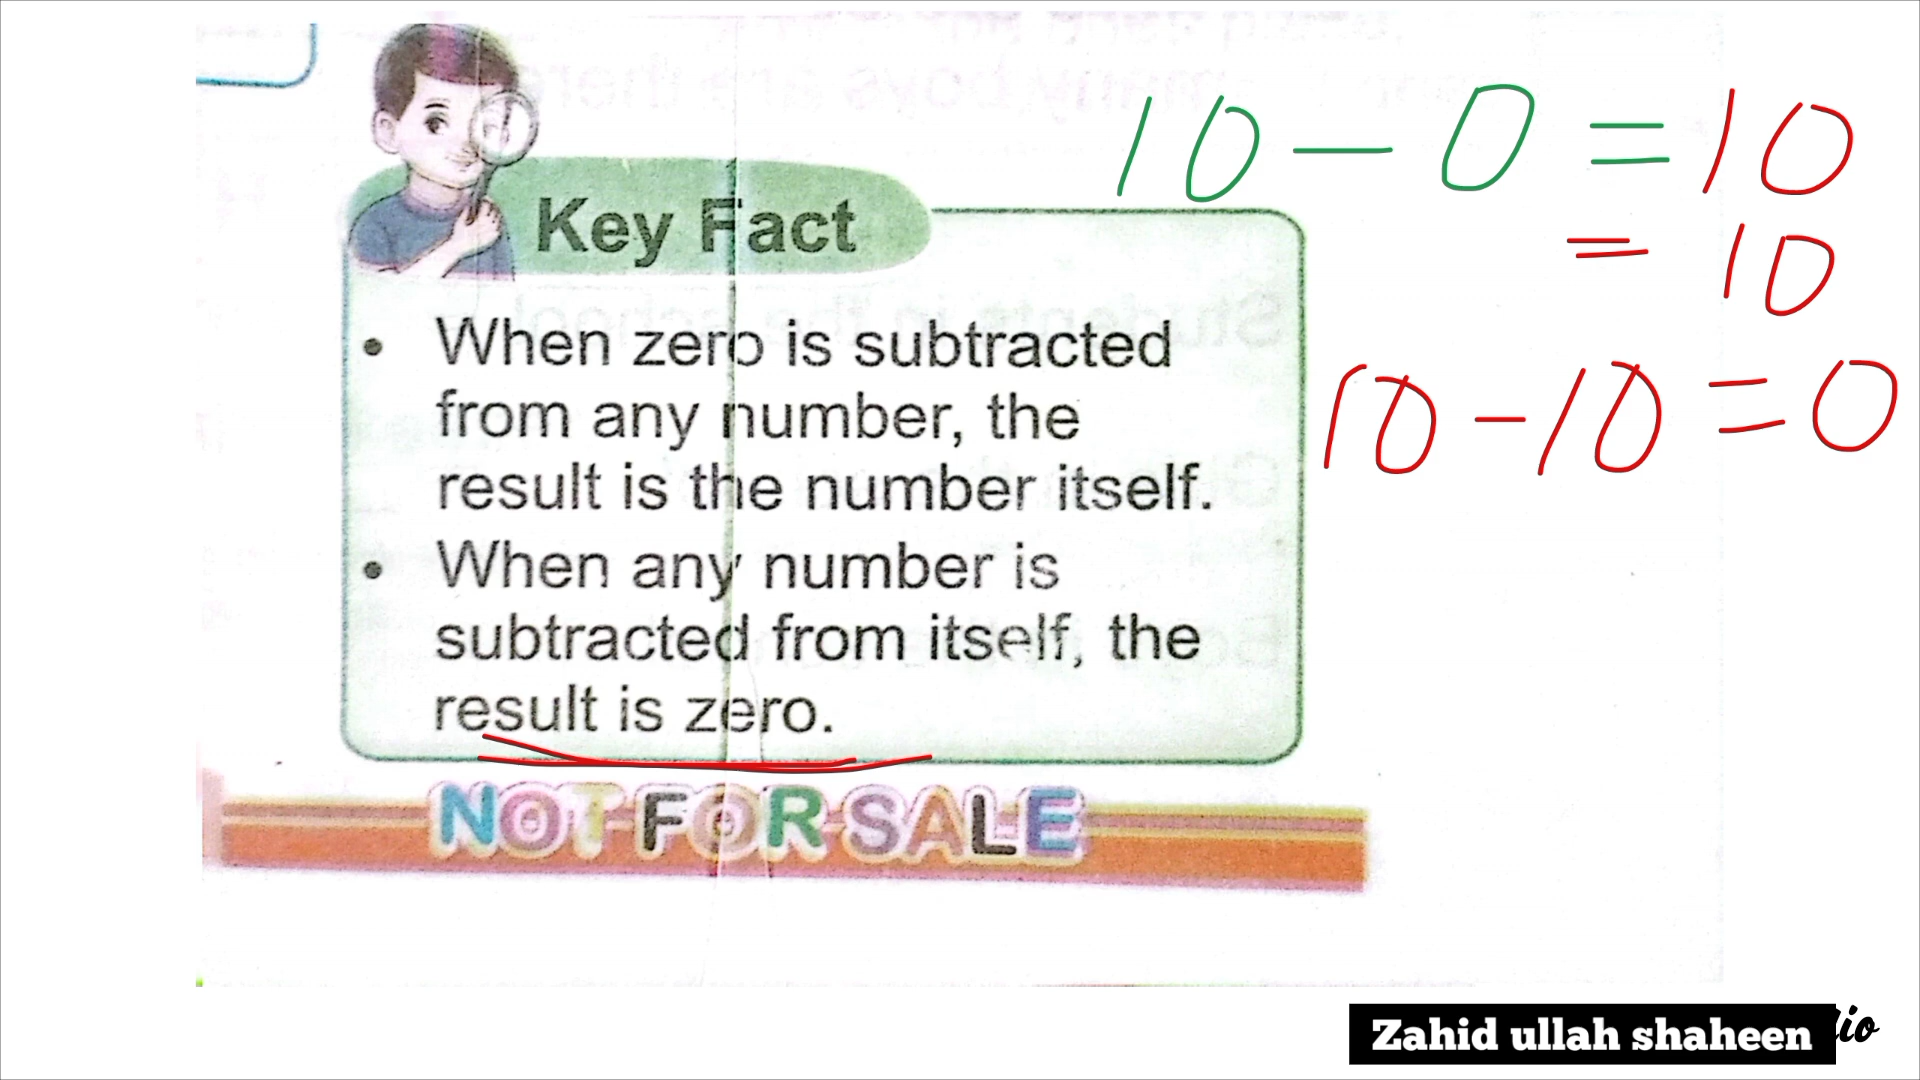 Key Fact
• When zero is subtracted
from any number, the
result is the number itself.
• When any number is
subtracted from itself, the
result is zero.
NOT FOR SALE
10 - 0 = 10
= 10
10 - 10 = 0
Zahid ullah shaheen